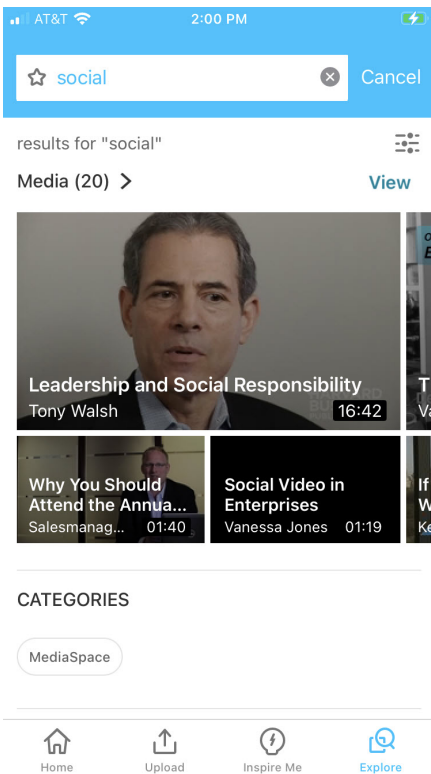 AT&T
2:00 PM
social
Cancel
results for "social"
Media (20)
View
Leadership and Social Responsibility
Tony Walsh
16:42
Why You Should
Attend the Annua...
Salesmanag...
01:40
Social Video in
Enterprises
Vanessa Jones
01:19
If
CATEGORIES
MediaSpace
Home
Upload
Inspire Me
Explore